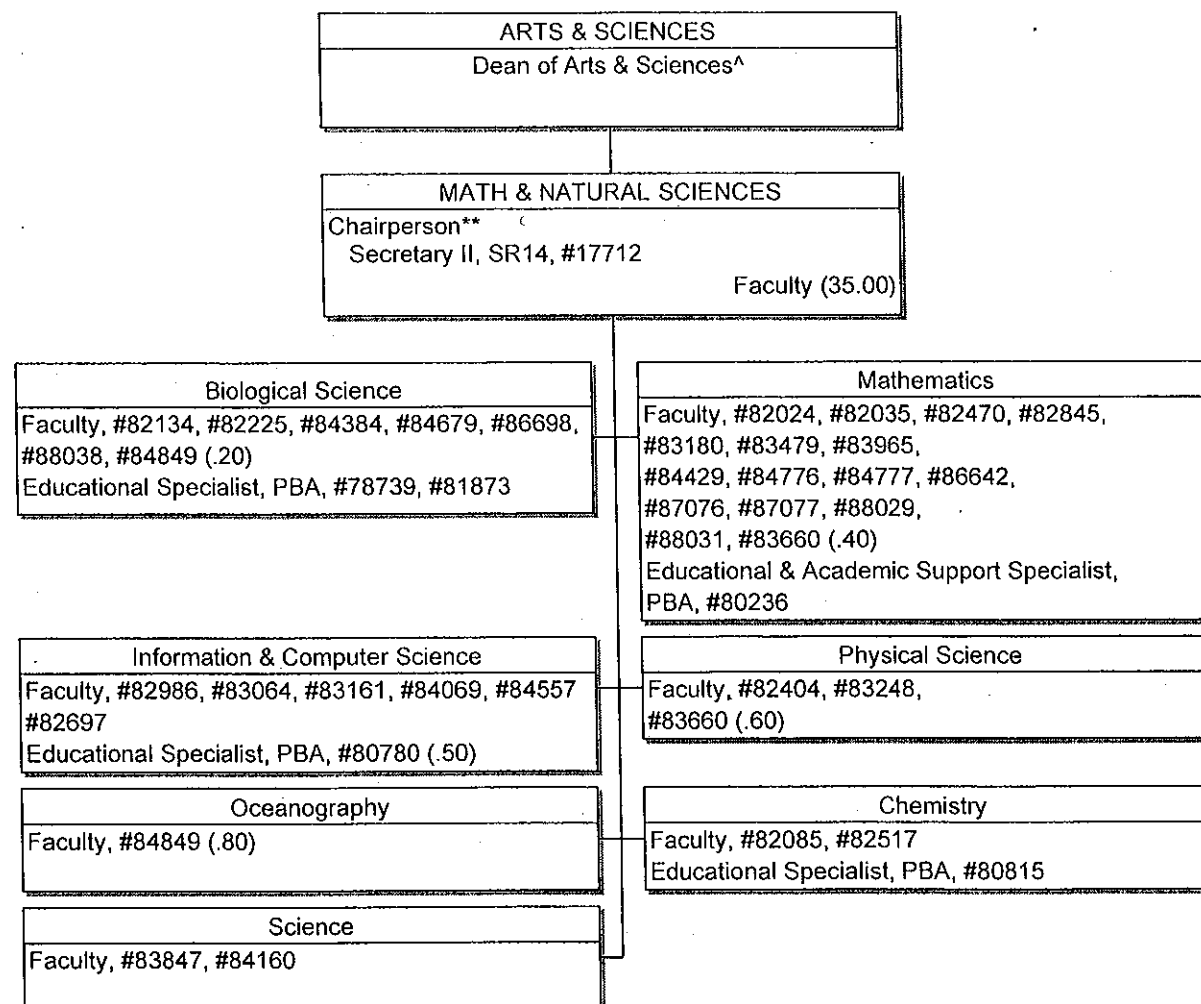 ARTS & SCIENCES
Dean of Arts & Sciences^
MATH & NATURAL SCIENCES
Chairperson**
Secretary II, SR14, #17712
Faculty (35.00)
Biological Science
Faculty, #82134, #82225, #84384, #84679, #86698,
#88038, #84849 (.20)
Educational Specialist, PBA, #78739, #81873
Mathematics
Faculty, #82024, #82035, #82470, #82845,
#83180, #83479, #83965,
#84429, #84776, #84777, #86642,
#87076, #87077, #88029,
#88031, #83660 (.40)
Educational & Academic Support Specialist,
PBA, #80236
Information & Computer Science
Faculty, #82986, #83064, #83161, #84069, #84557
#82697
Educational Specialist, PBA, #80780 (.50)
Physical Science
Faculty, #82404, #83248,
#83660 (.60)
Oceanography
Faculty, #84849 (.80)
Chemistry
Faculty, #82085, #82517
Educational Specialist, PBA, #80815
Science
Faculty, #83847, #84160